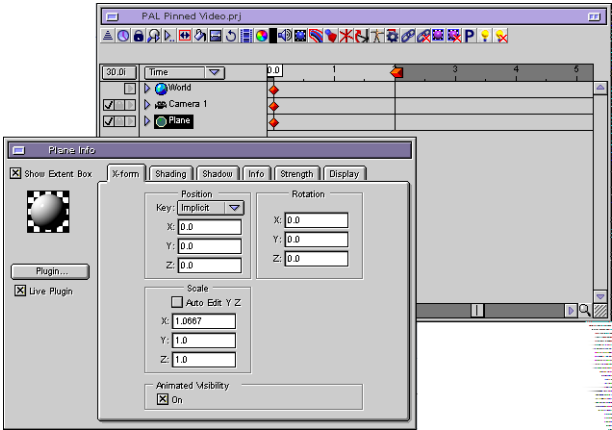 PAL Pinned Video.prj
P
30.0i Time 0.0 1 3 4 5
World
Camera 1
Plane
Plane Info
Show Extent Box
X-form Shading Shadow Info Strength Display
Position
Key: Implicit
X: 0.0
Y: 0.0
Z: 0.0
Rotation
X: 0.0
Y: 0.0
Z: 0.0
Plugin...
Live Plugin
Scale
Auto Edit Y Z
X: 1.0667
Y: 1.0
Z: 1.0
Animated Visibility
On